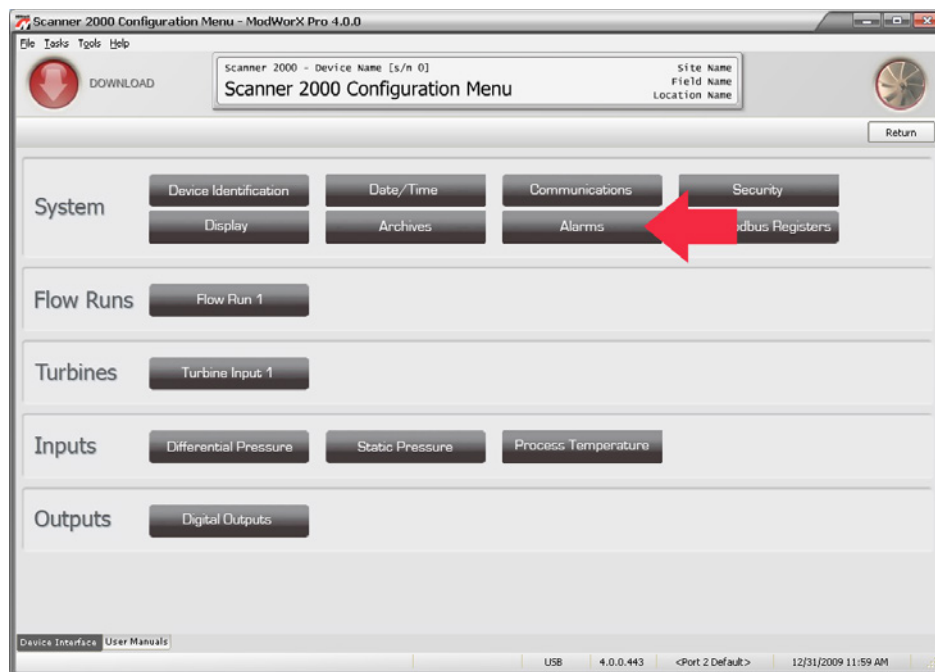 Scanner 2000 Configuration Menu - ModWorX Pro 4.0.0
File Tasks Tools Help
DOWNLOAD
Scanner 2000 - Device Name [s/n 0]
Scanner 2000 Configuration Menu
Site Name
Field Name
Location Name
Return
System
Device Identification Date/Time Communications Security
Display Archives Alarms dbus Registers
Flow Runs Flow Run 1
Turbines Turbine Input 1
Inputs Differential Pressure Static Pressure Process Temperature
Outputs Digital Outputs
Device Interface User Manuals
USB 4.0.0.443 <Port 2 Default> 12/31/2009 11:59 AM